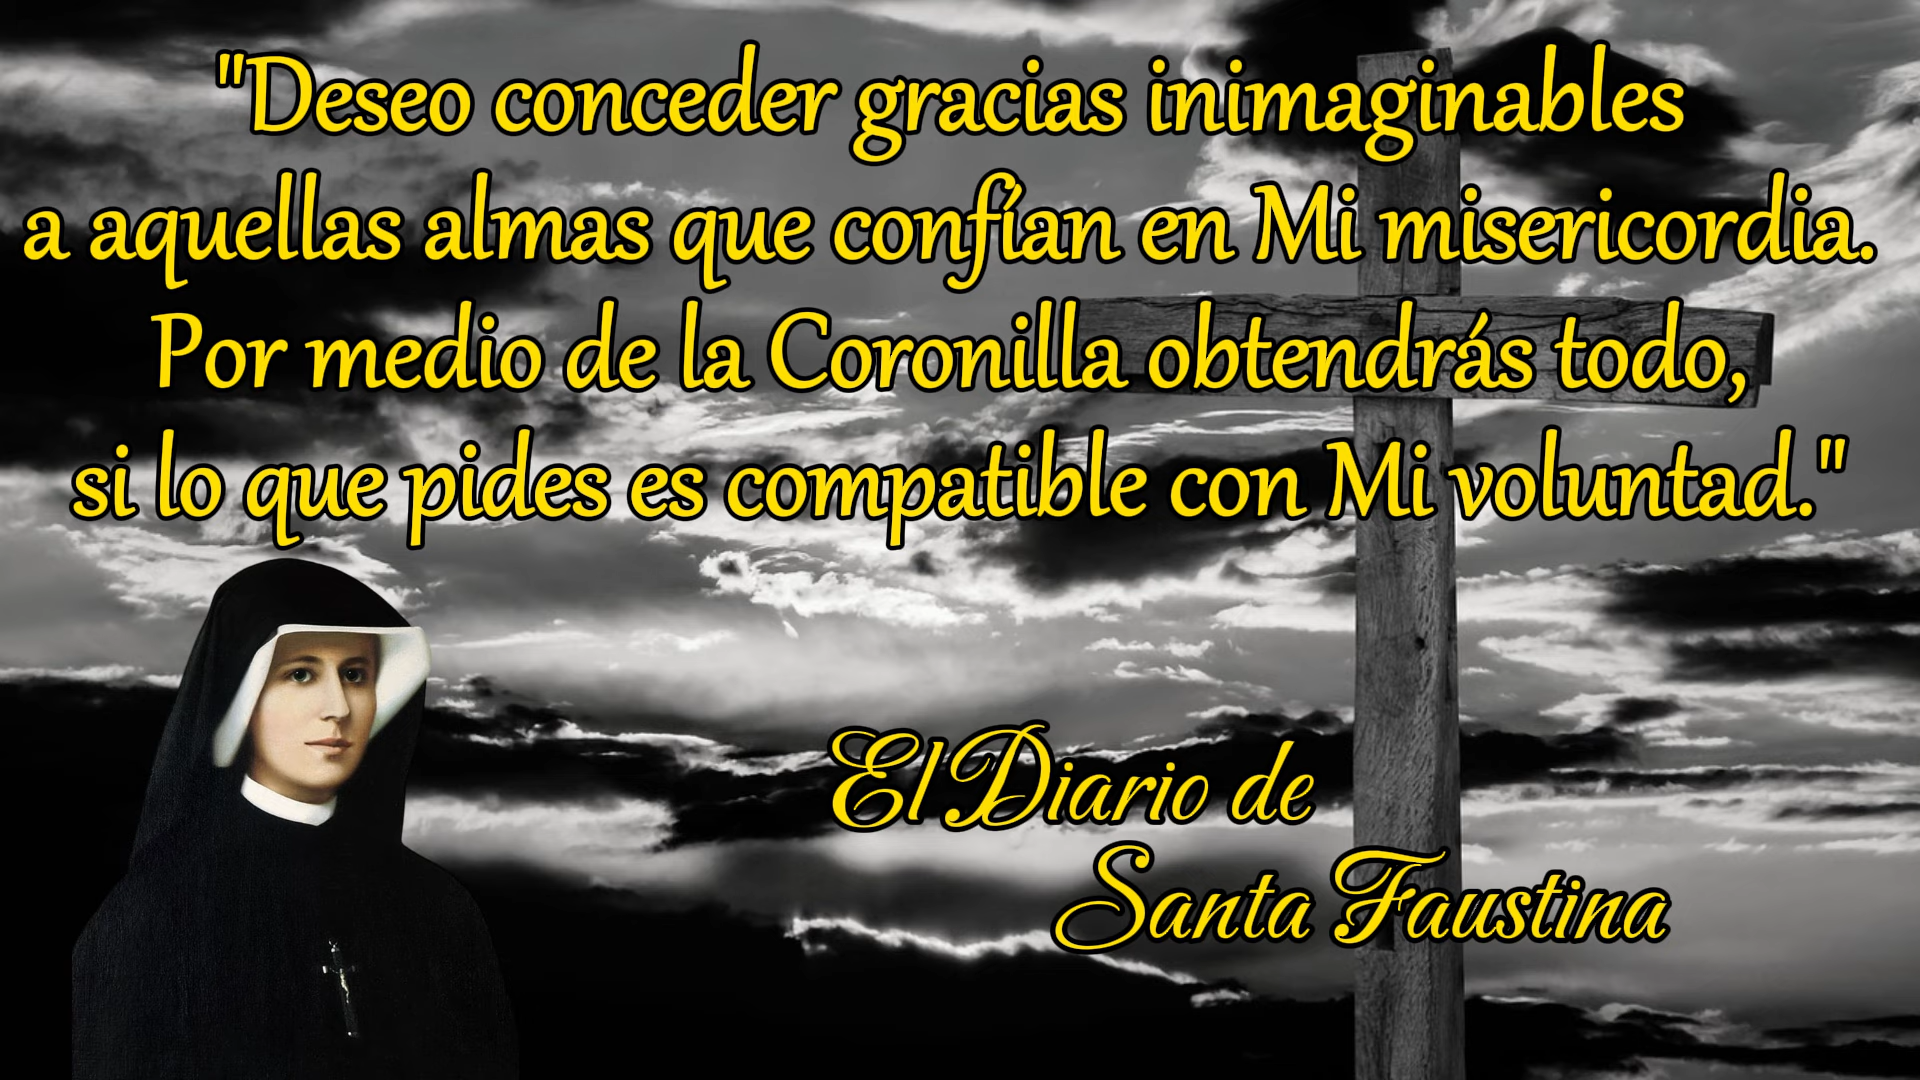 "Deseo conceder gracias inimaginables
a aquellas almas que confían en Mi misericordia.
Por medio de la Coronilla obtendrás todo,
si lo que pides es compatible con Mi voluntad."
El Diario de
Santa Faustina